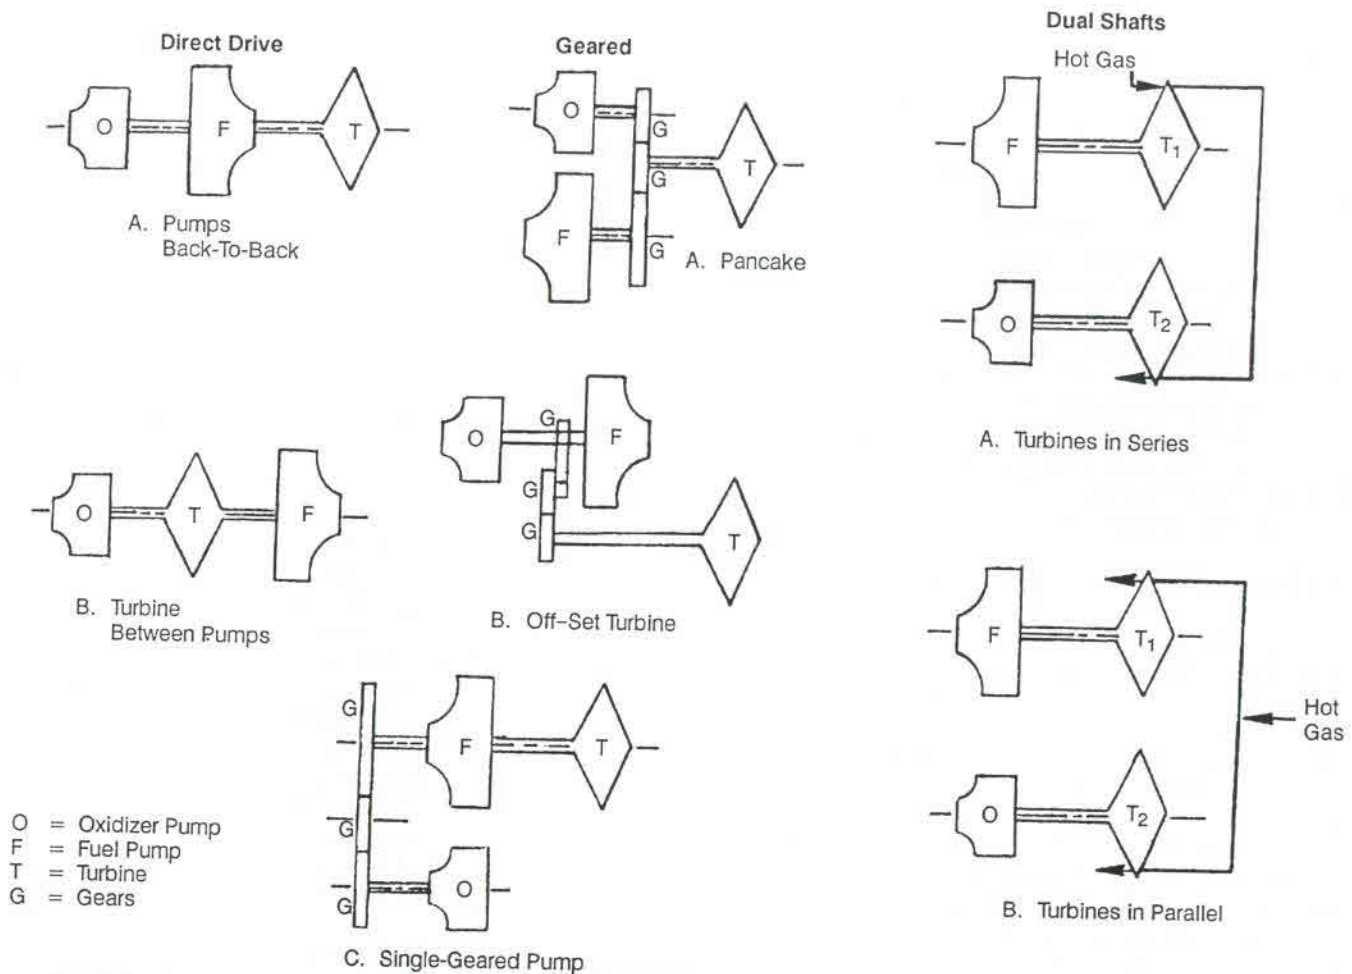 Direct Drive
O
F
T
A. Pumps
Back-To-Back
O
T
F
B. Turbine
Between Pumps
Geared
O
G
G
T
F
G
A. Pancake
G
O
F
G
G
T
B. Off-Set Turbine
G
F
T
G
G
O
C. Single-Geared Pump
O = Oxidizer Pump
F = Fuel Pump
T = Turbine
G = Gears
Dual Shafts
Hot Gas
F
T1
O
T2
A. Turbines in Series
F
T1
Hot
Gas
O
T2
B. Turbines in Parallel